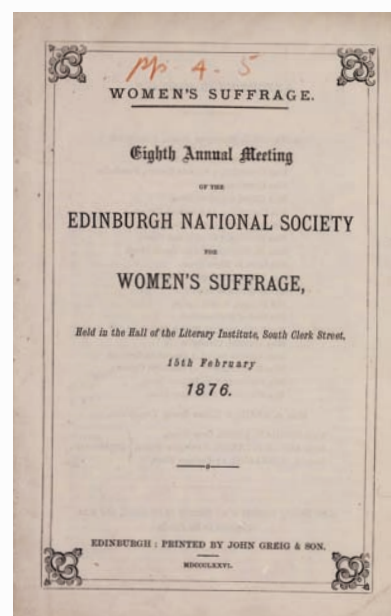 pp. 4-5
WOMEN'S SUFFRAGE.
Eighth Annual Meeting
OF THE
EDINBURGH NATIONAL SOCIETY
FOR
WOMEN'S SUFFRAGE,
Held in the Hall of the Literary Institute, South Clerk Street,
15th February
1876.
EDINBURGH : PRINTED BY JOHN GREIG & SON.
MDCCCLXXVI.